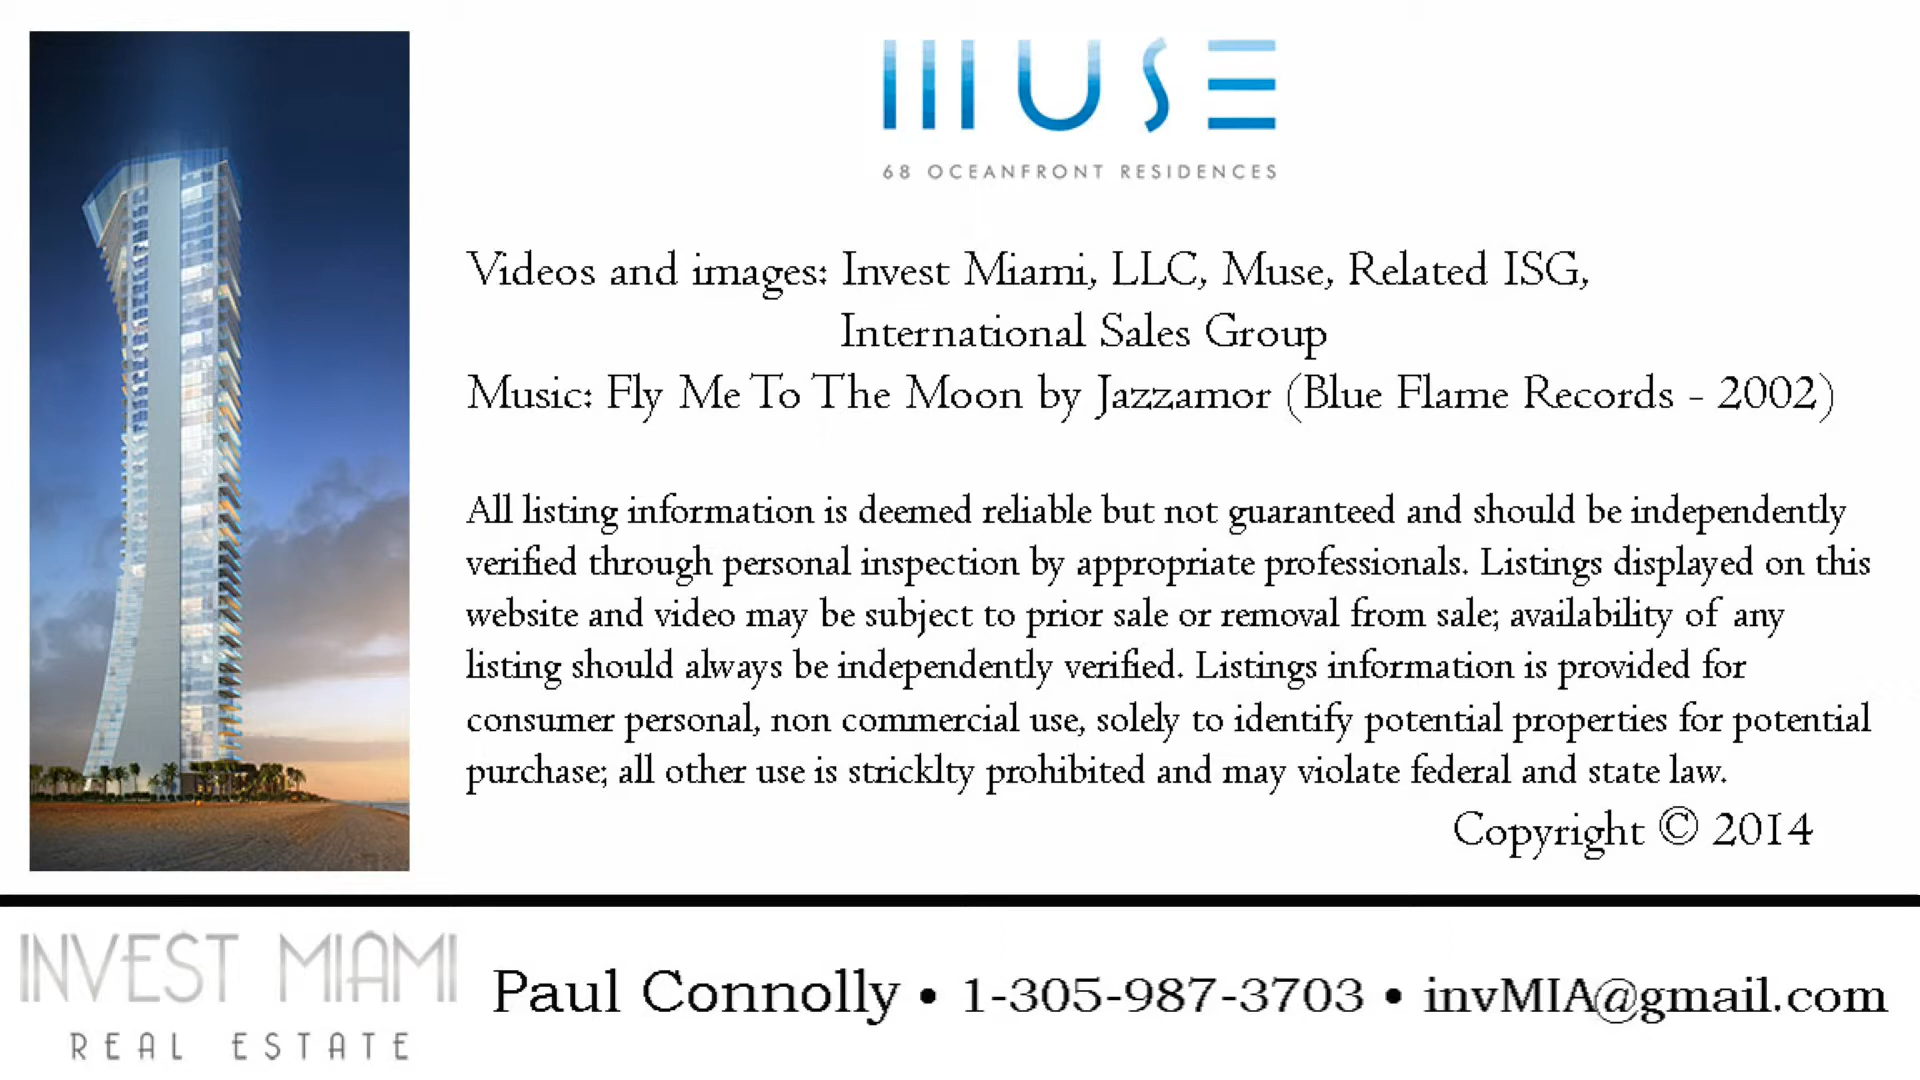 MUSE
68 OCEANFRONT RESIDENCES
Videos and images: Invest Miami, LLC, Muse, Related ISG,
International Sales Group
Music: Fly Me To The Moon by Jazzamor (Blue Flame Records - 2002)
All listing information is deemed reliable but not guaranteed and should be independently
verified through personal inspection by appropriate professionals. Listings displayed on this
website and video may be subject to prior sale or removal from sale; availability of any
listing should always be independently verified. Listings information is provided for
consumer personal, non commercial use, solely to identify potential properties for potential
purchase; all other use is stricklty prohibited and may violate federal and state law.
Copyright © 2014
INVEST MIAMI
REAL ESTATE
Paul Connolly • 1-305-987-3703 • invMIA@gmail.com